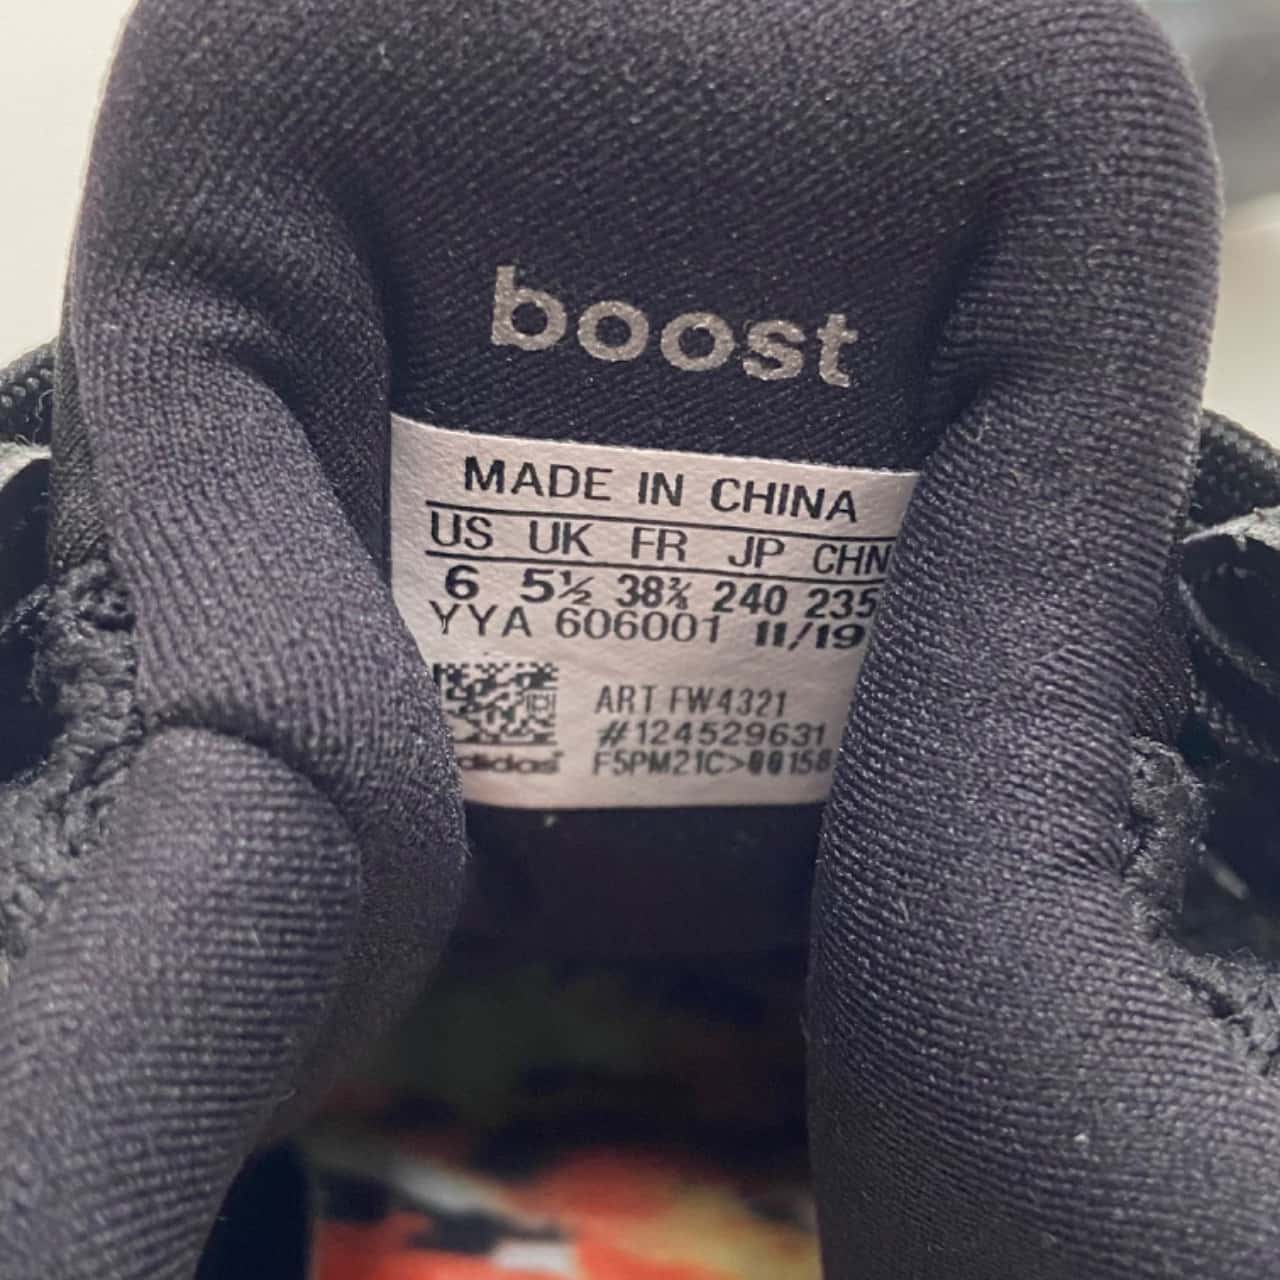 boost
MADE IN CHINA
US UK FR JP CHN
6 5½ 38⅔ 240 235
YYA 606001 11/19
ART FW4321
#124529631
adidas F5PM21C>00158